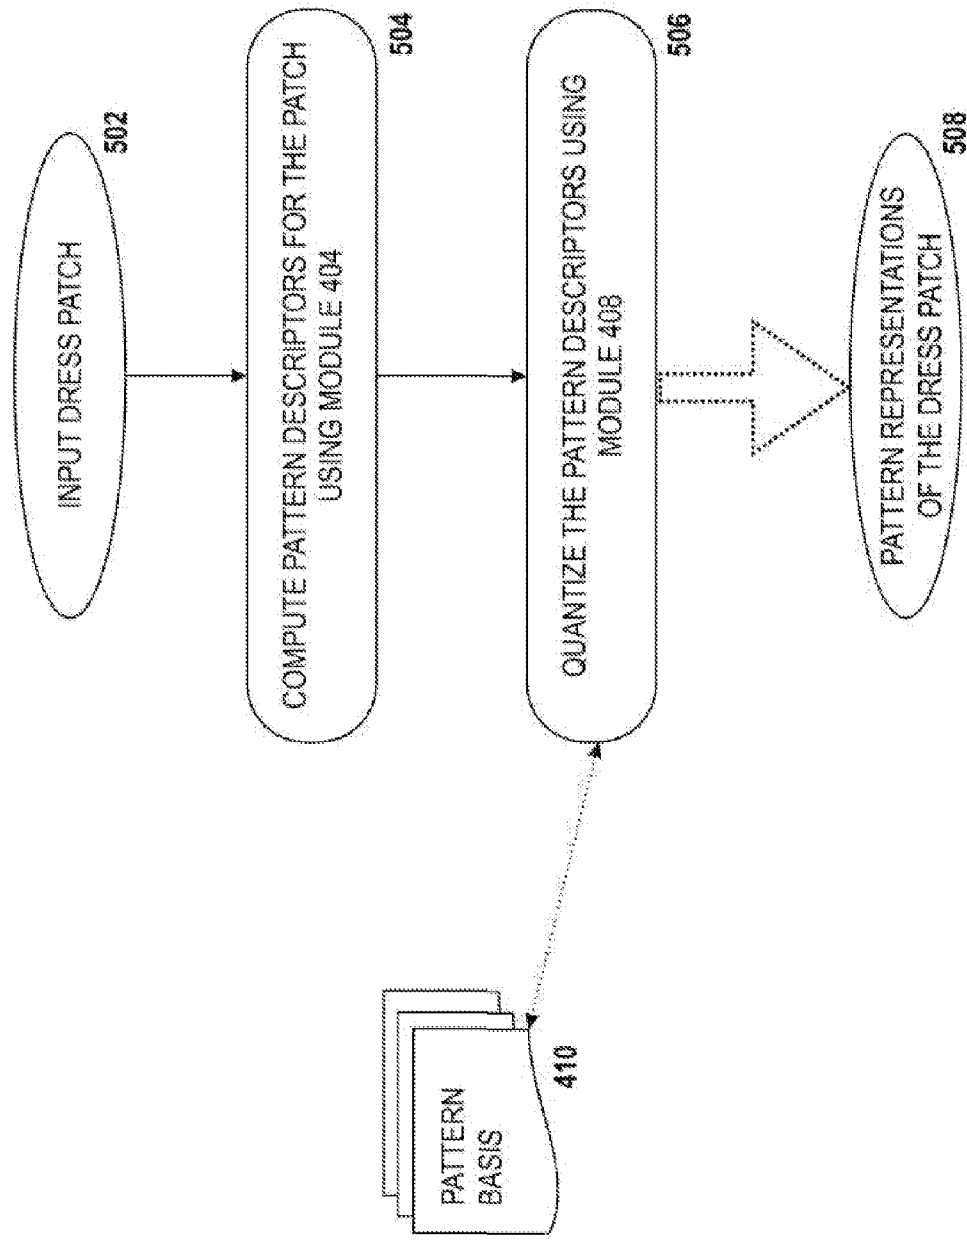 INPUT DRESS PATCH
502
COMPUTE PATTERN DESCRIPTORS FOR THE PATCH
USING MODULE 404
504
QUANTIZE THE PATTERN DESCRIPTORS USING
MODULE 408
506
PATTERN
BASIS
410
PATTERN REPRESENTATIONS
OF THE DRESS PATCH
508